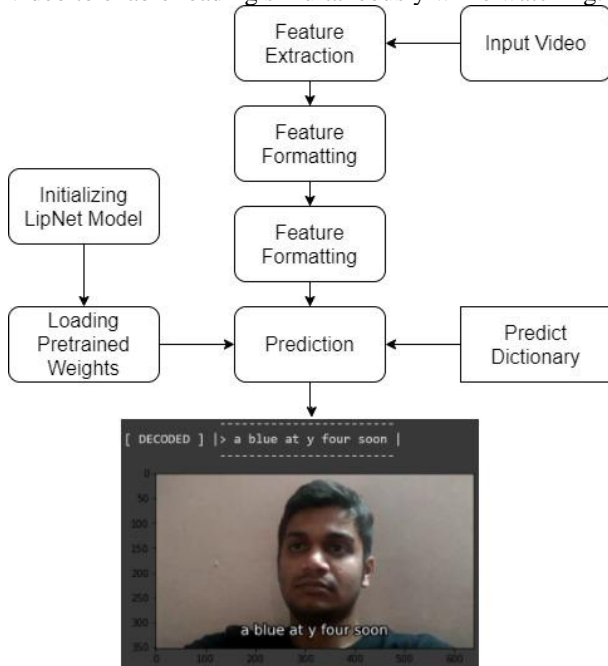 Feature
Extraction
Input Video
Feature
Formatting
Initializing
LipNet Model
Feature
Formatting
Loading
Pretrained
Weights
Prediction
Predict
Dictionary
[ DECODED ] |> a blue at y four soon |
0
50
100
150
200
250
300
350
a blue at y four soon
0 100 200 300 400 500 600